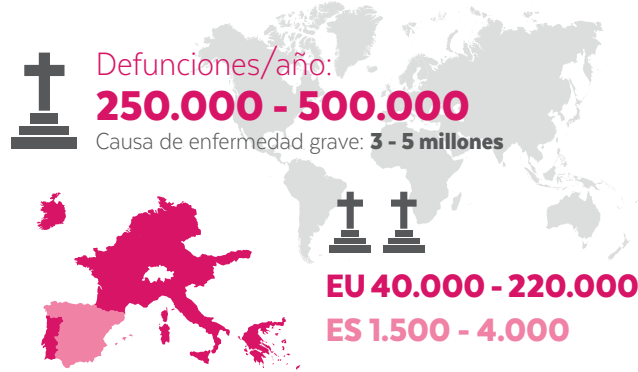 Defunciones/año:
250.000 - 500.000
Causa de enfermedad grave: 3 - 5 millones
EU 40.000 - 220.000
ES 1.500 - 4.000